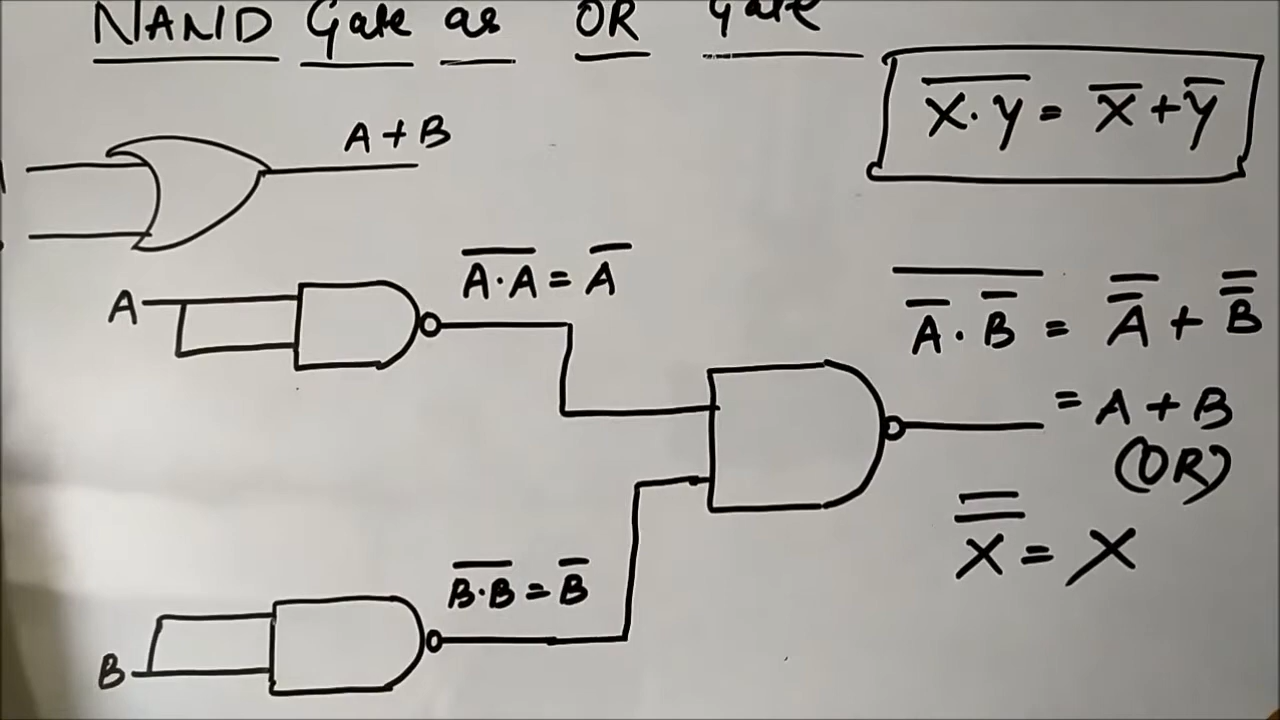 NAND Gate as OR Gate
A + B
X̅·̅Y̅ = X̅ + Y̅
A̅·̅A̅ = A̅
A
A̅̅·̅B̅̅ = A̿ + B̿
= A + B
(OR)
X̿ = X
B̅·̅B̅ = B̅
B